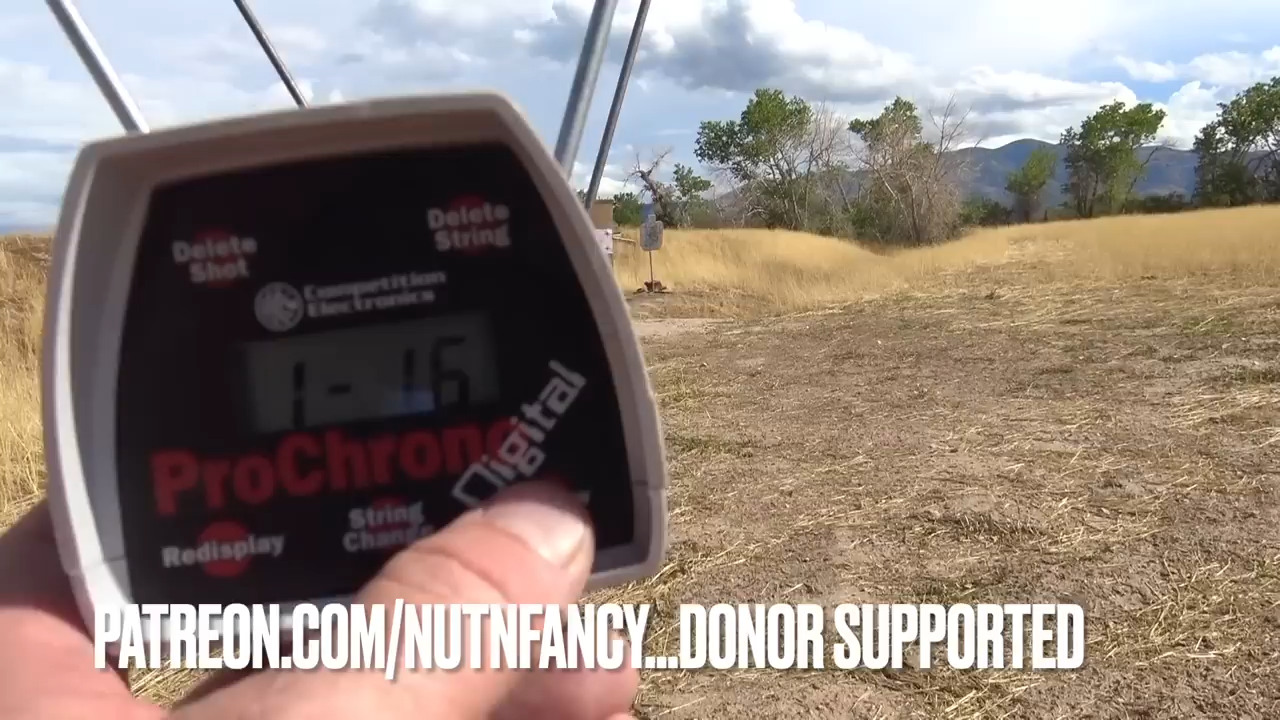 Delete
Shot
Delete
String
Competition
Electronics
1- 16
ProChrono
Digital
Redisplay
String
Change
PATREON.COM/NUTNFANCY...DONOR SUPPORTED